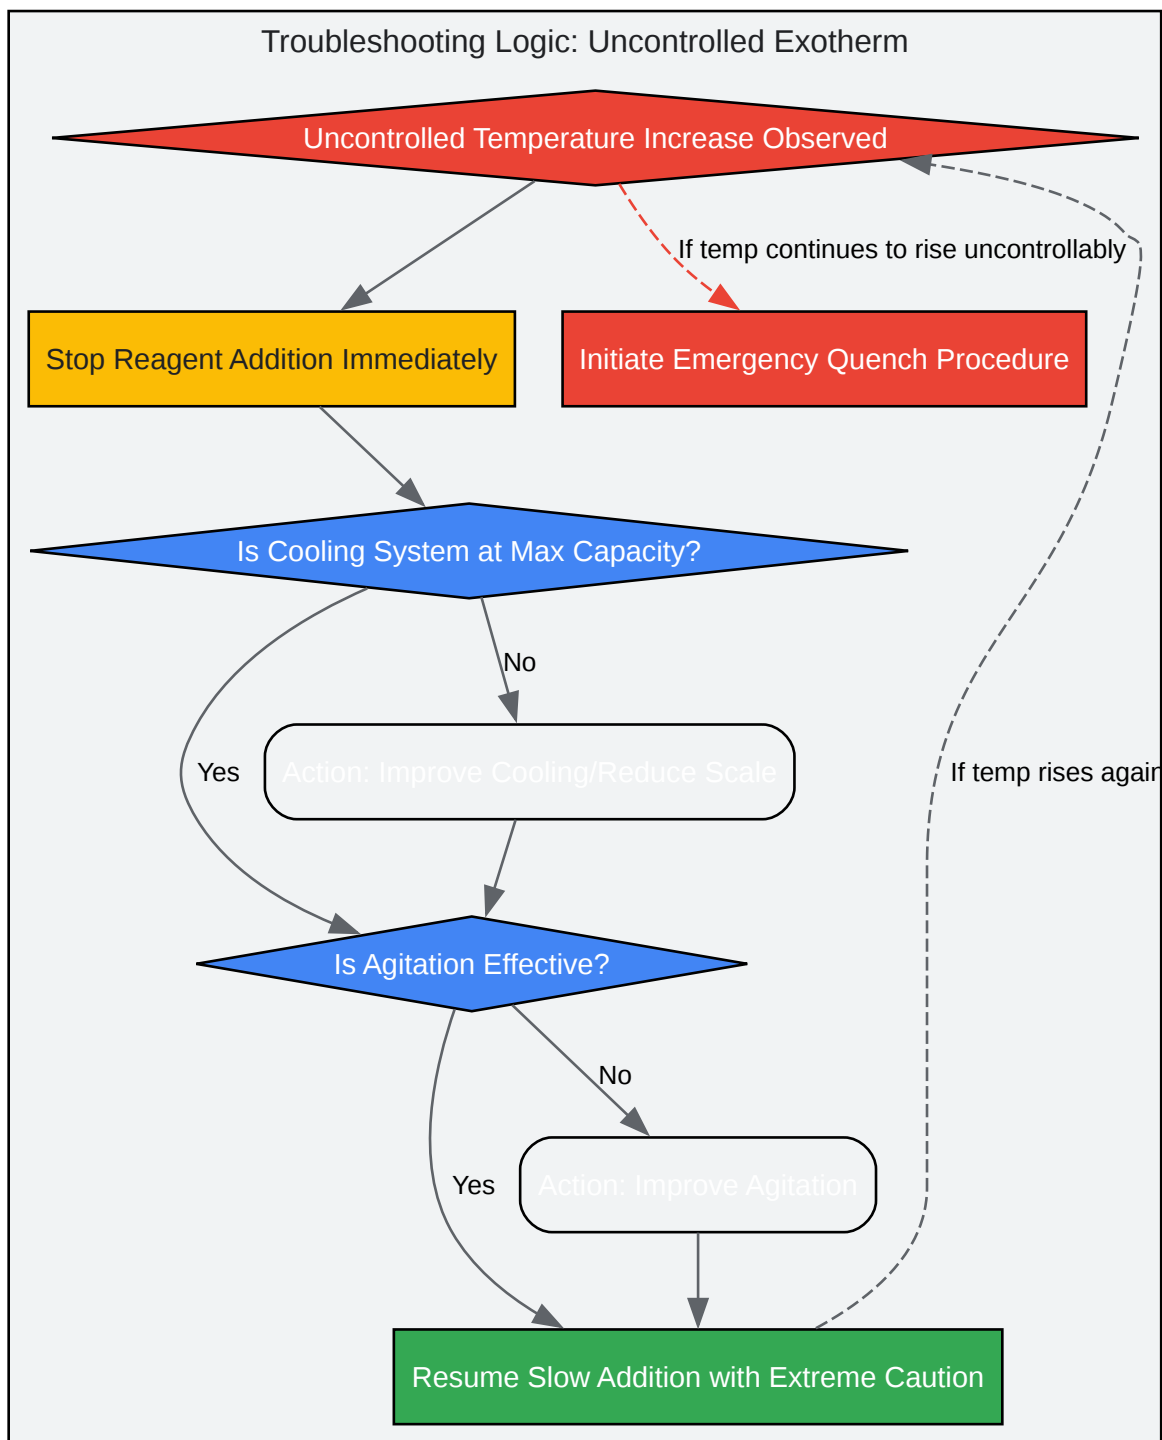 Troubleshooting Logic: Uncontrolled Exotherm
Uncontrolled Temperature Increase Observed
If temp continues to rise uncontrollably
Stop Reagent Addition Immediately
Initiate Emergency Quench Procedure
Is Cooling System at Max Capacity?
No
Yes
Action: Improve Cooling/Reduce Scale
If temp rises again
Is Agitation Effective?
No
Yes
Action: Improve Agitation
Resume Slow Addition with Extreme Caution